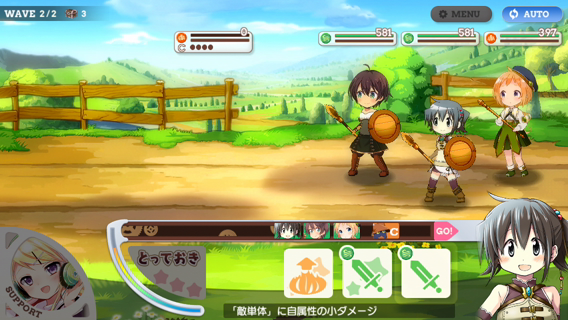 WAVE 2/2 3
MENU
AUTO
0
581
581
397
C
C
GO!
とっておき
SUPPORT
「敵単体」に自属性の小ダメージ